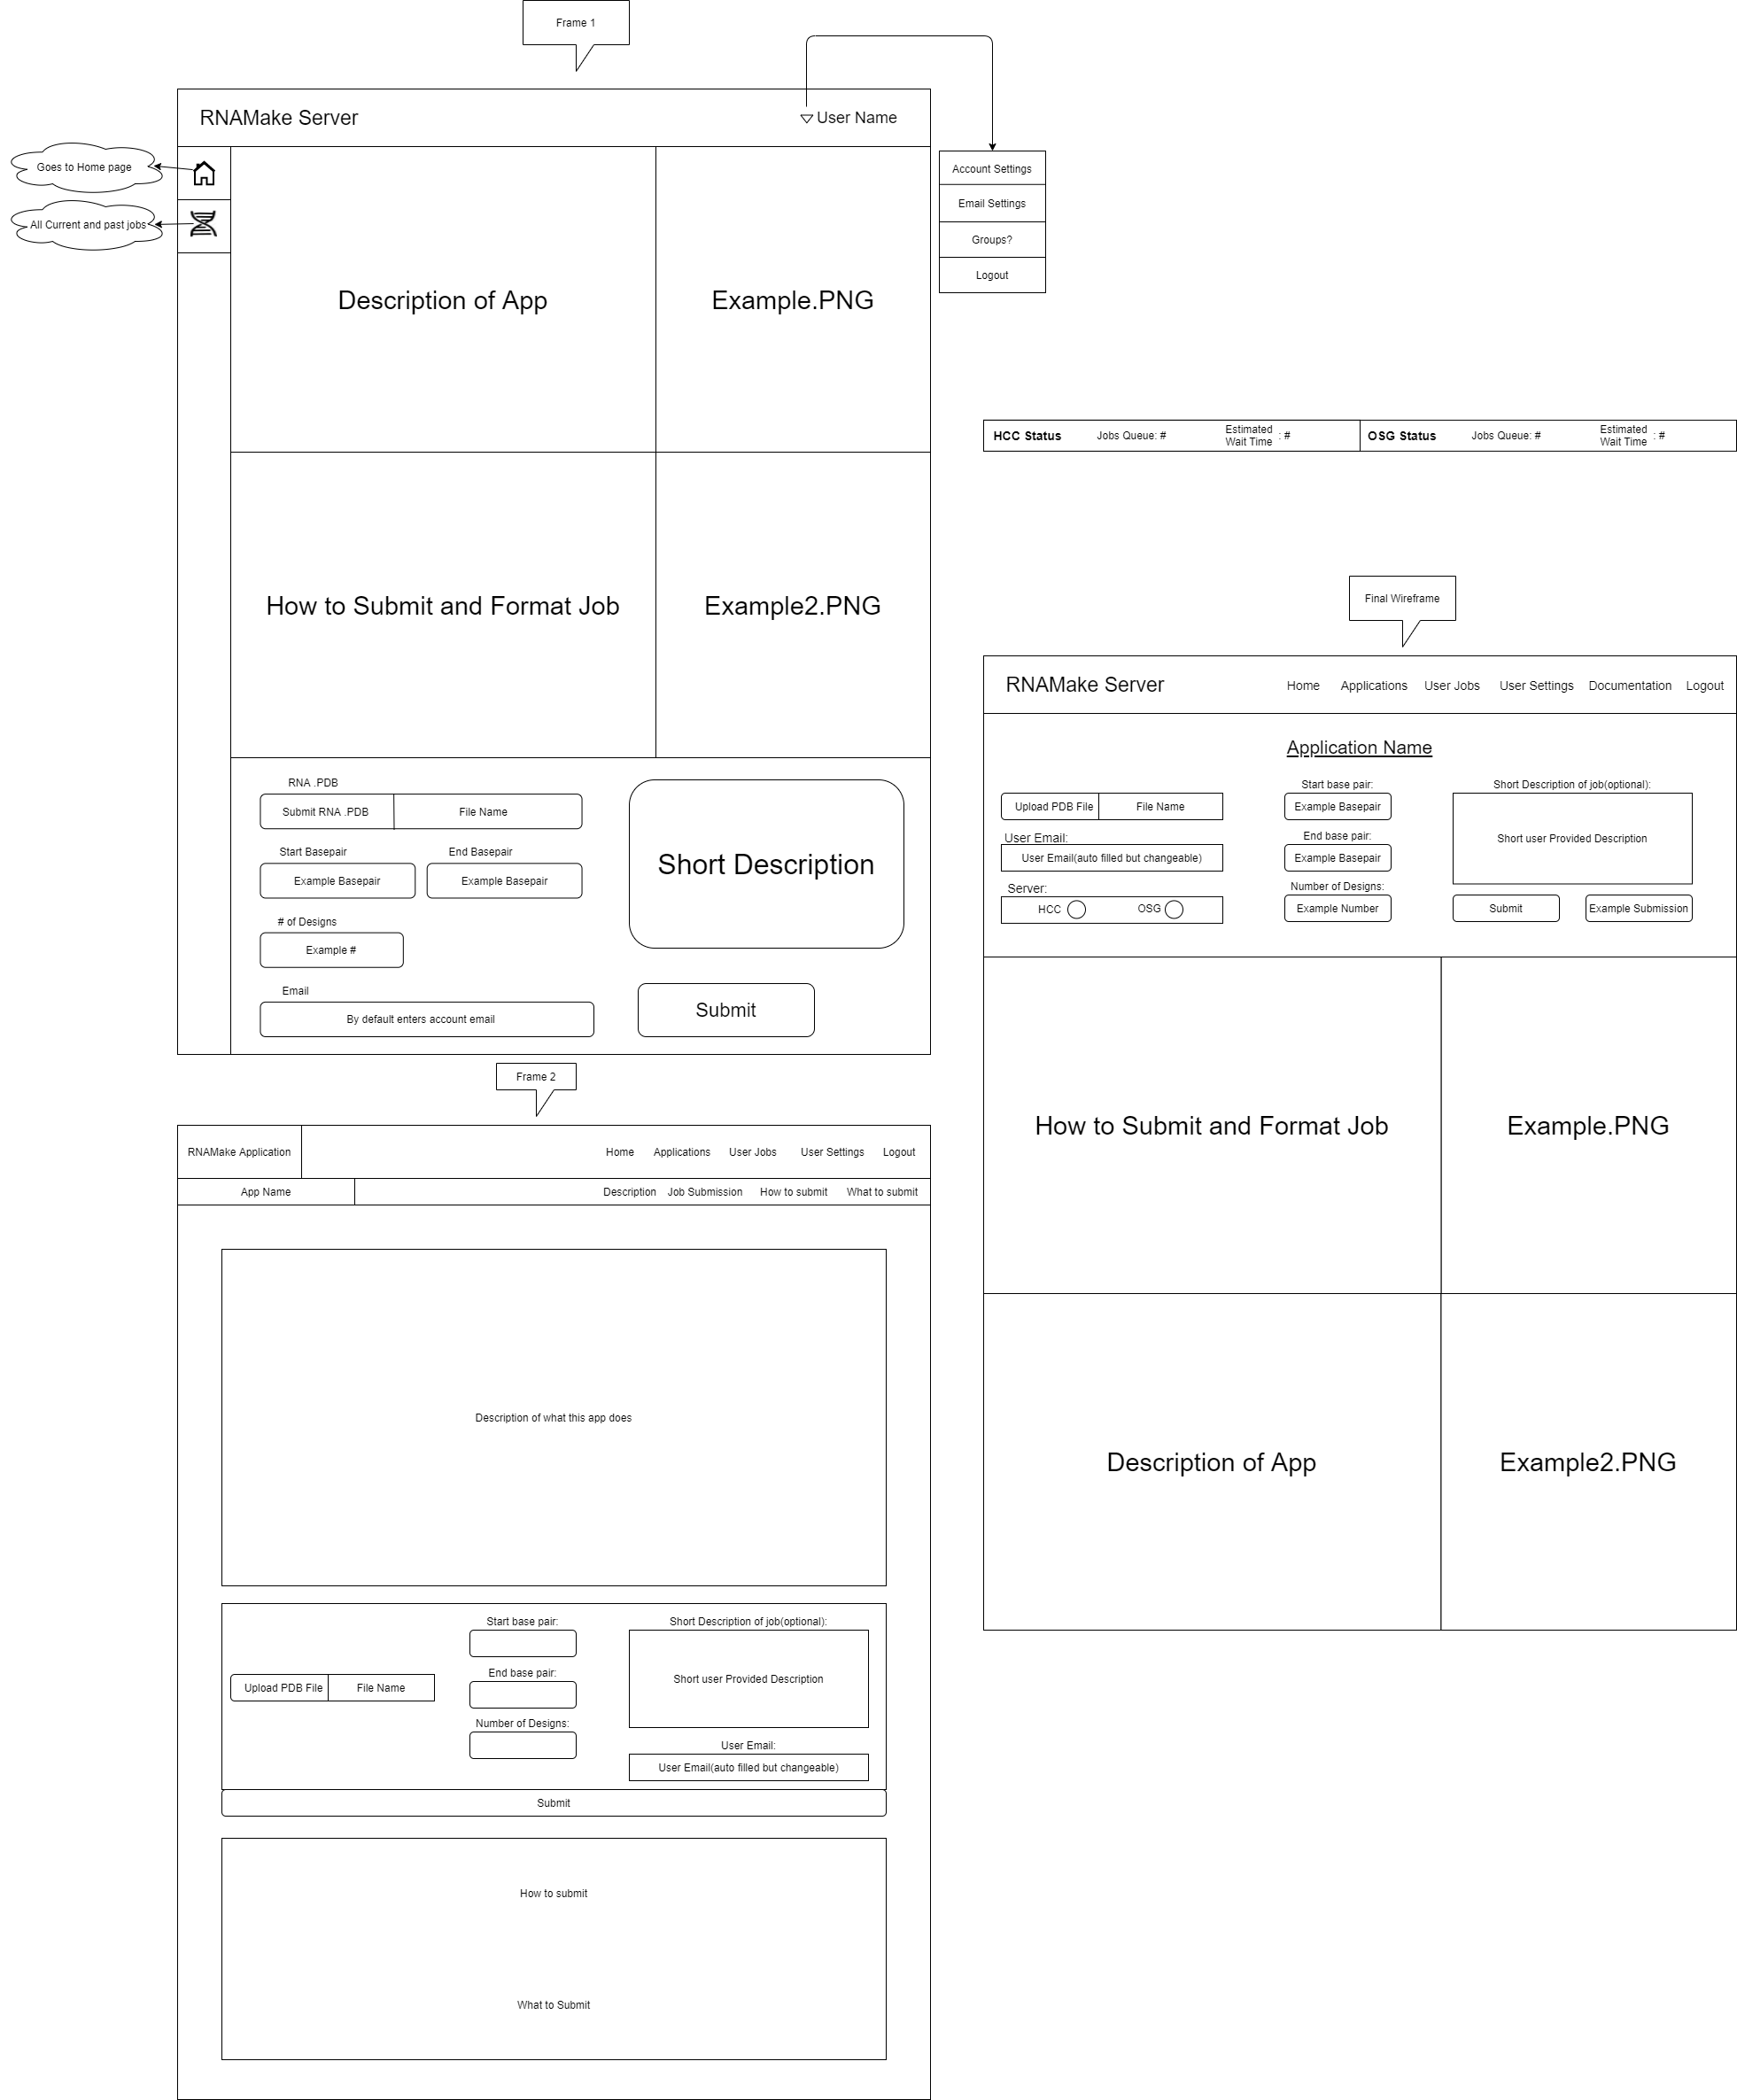 Frame 1
RNAMake Server
User Name
Goes to Home page
All Current and past jobs
Account Settings
Email Settings
Groups?
Logout
Description of App
Example.PNG
How to Submit and Format Job
Example2.PNG
RNA .PDB
Submit RNA .PDB
File Name
Start Basepair
End Basepair
Example Basepair
Example Basepair
# of Designs
Example #
Email
By default enters account email
Short Description
Submit
HCC Status
Jobs Queue: #
Estimated
Wait Time
: #
OSG Status
Jobs Queue: #
Estimated
Wait Time
: #
Final Wireframe
RNAMake Server
Home
Applications
User Jobs
User Settings
Documentation
Logout
Application Name
Upload PDB File
File Name
User Email:
User Email(auto filled but changeable)
Server:
HCC
OSG
Start base pair:
Example Basepair
End base pair:
Example Basepair
Number of Designs:
Example Number
Short Description of job(optional):
Short user Provided Description
Submit
Example Submission
How to Submit and Format Job
Example.PNG
Description of App
Example2.PNG
Frame 2
RNAMake Application
Home
Applications
User Jobs
User Settings
Logout
App Name
Description
Job Submission
How to submit
What to submit
Description of what this app does
Upload PDB File
File Name
Start base pair:
End base pair:
Number of Designs:
Short Description of job(optional):
Short user Provided Description
User Email:
User Email(auto filled but changeable)
Submit
How to submit
What to Submit